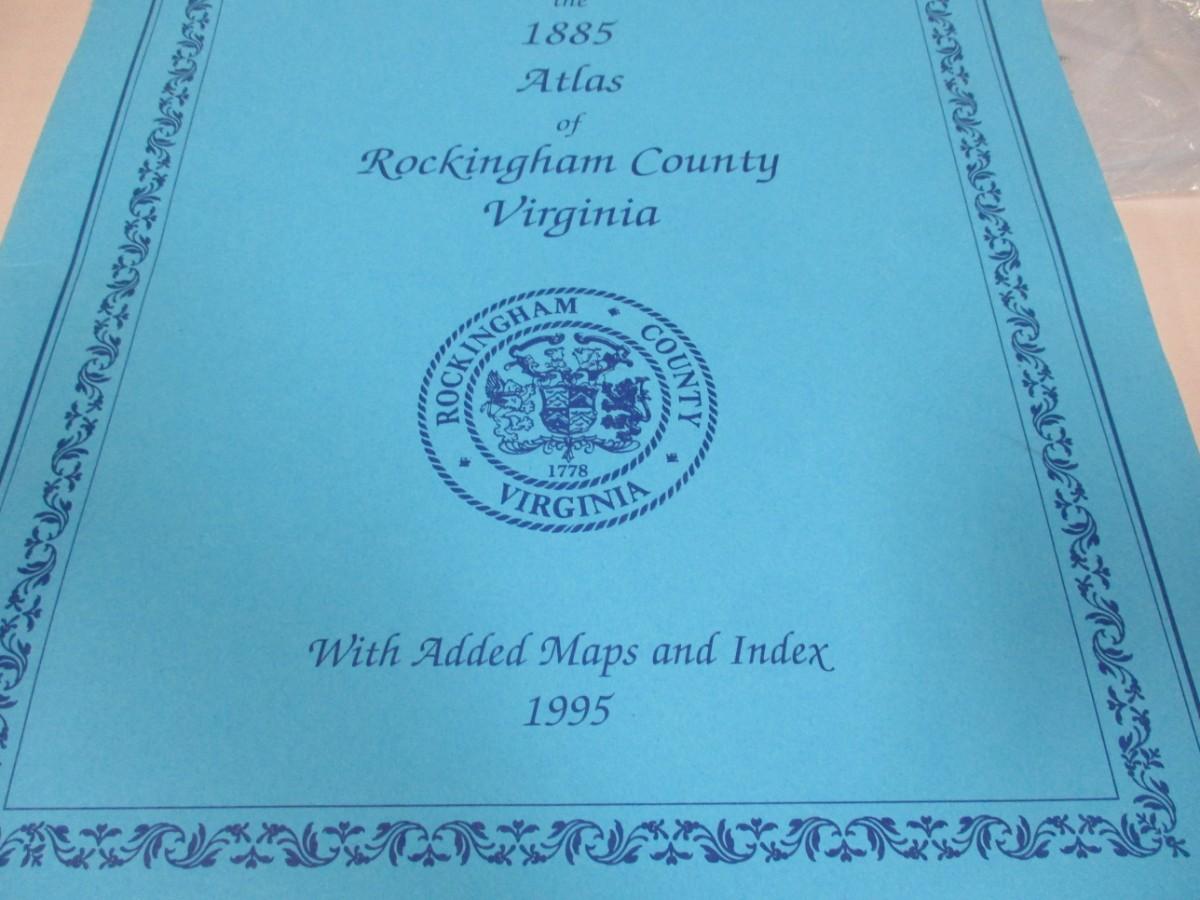 the
1885
Atlas
of
Rockingham County
Virginia
ROCKINGHAM COUNTY
1778
VIRGINIA
With Added Maps and Index
1995